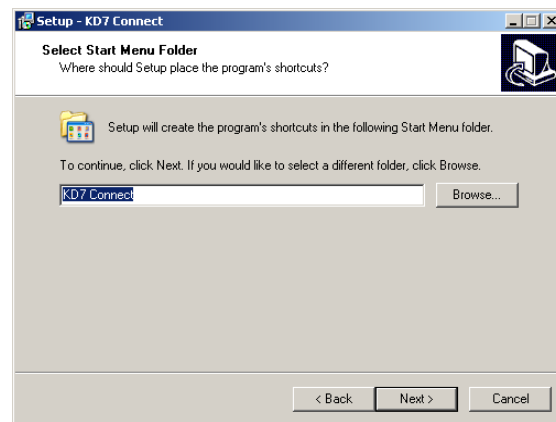 Setup - KD7 Connect
Select Start Menu Folder
Where should Setup place the program's shortcuts?
Setup will create the program's shortcuts in the following Start Menu folder.
To continue, click Next. If you would like to select a different folder, click Browse.
KD7 Connect
Browse...
< Back
Next >
Cancel